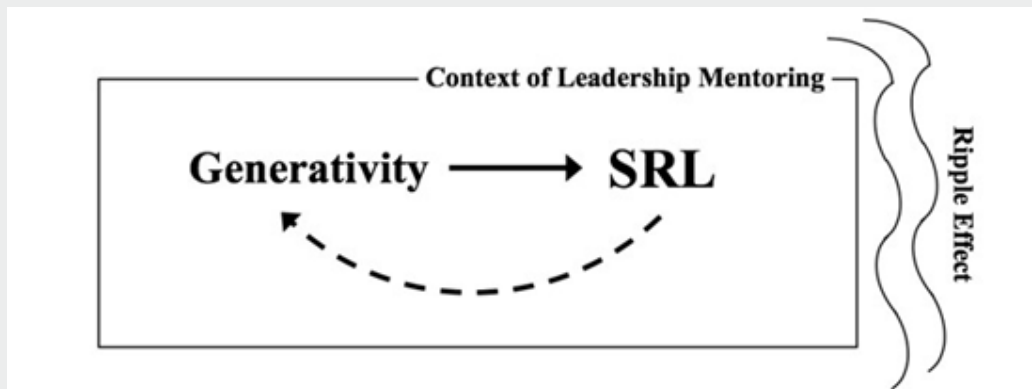 Context of Leadership Mentoring
Generativity
SRL
Ripple Effect